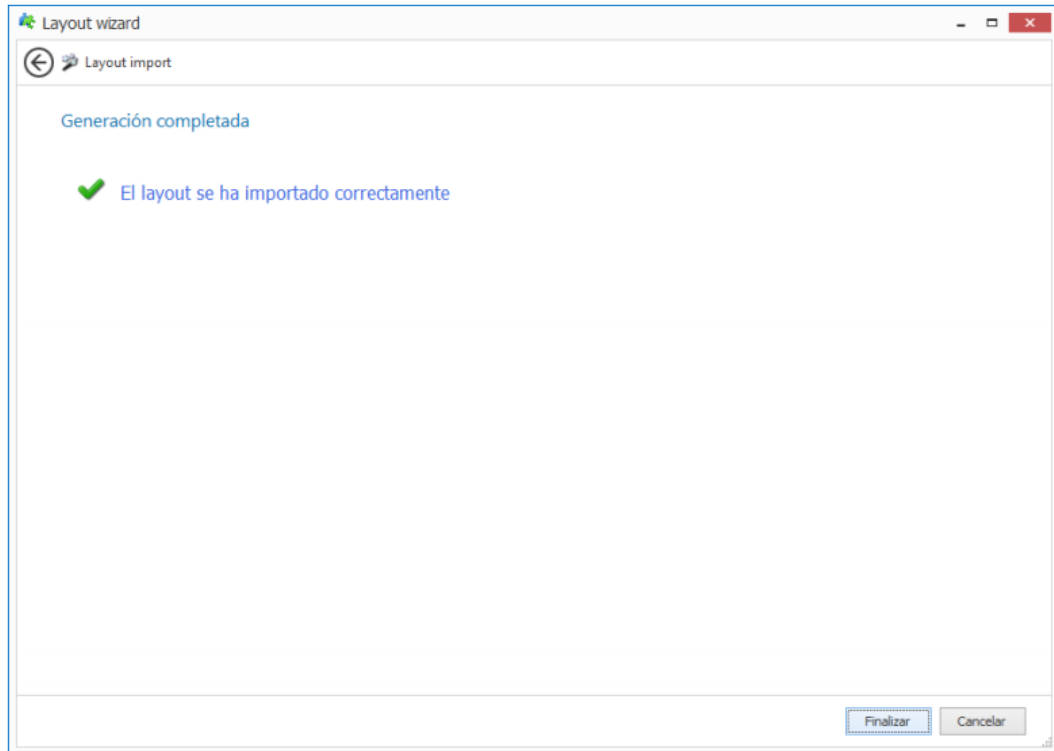 Layout wizard
Layout import
Generación completada
El layout se ha importado correctamente
Finalizar Cancelar